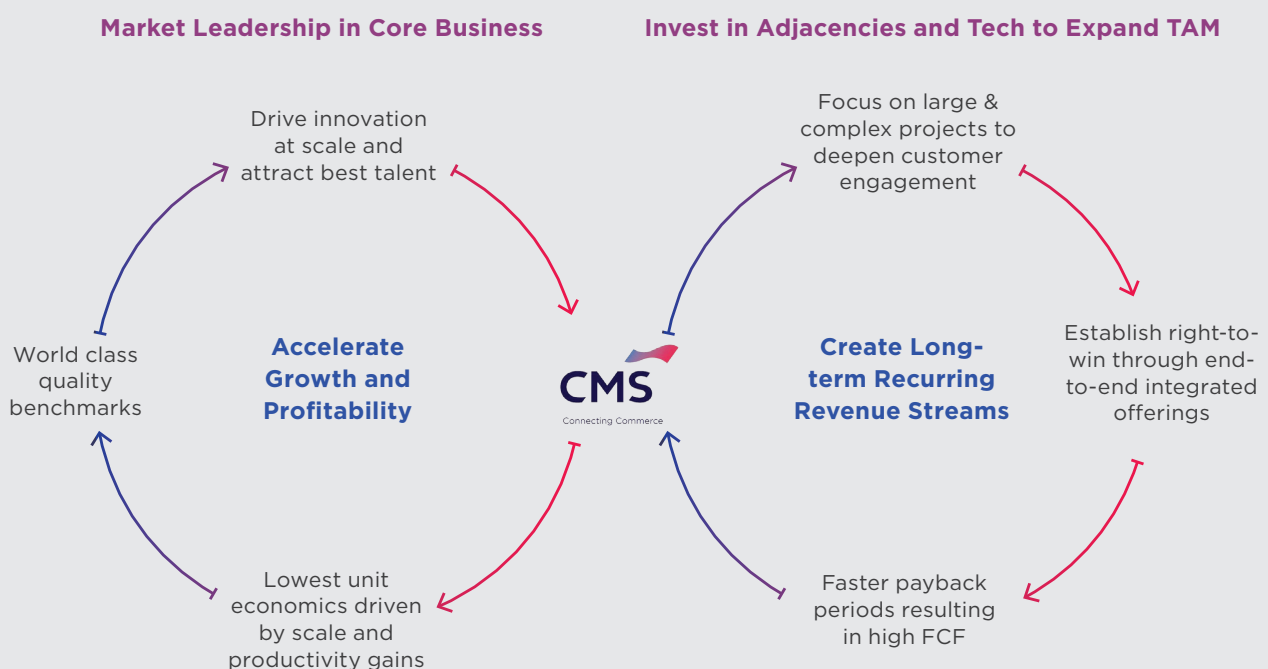 Market Leadership in Core Business
Invest in Adjacencies and Tech to Expand TAM
Drive innovation
at scale and
attract best talent
World class
quality
benchmarks
Accelerate
Growth and
Profitability
Lowest unit
economics driven
by scale and
productivity gains
CMS
Connecting Commerce
Focus on large &
complex projects to
deepen customer
engagement
Create Long-
term Recurring
Revenue Streams
Establish right-to-
win through end-
to-end integrated
offerings
Faster payback
periods resulting
in high FCF